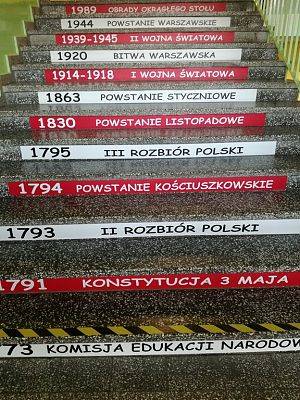 1989 OBRADY OKRĄGŁEGO STOŁU
1944 POWSTANIE WARSZAWSKIE
1939-1945 II WOJNA ŚWIATOWA
1920 BITWA WARSZAWSKA
1914-1918 I WOJNA ŚWIATOWA
1863 POWSTANIE STYCZNIOWE
1830 POWSTANIE LISTOPADOWE
1795 III ROZBIÓR POLSKI
1794 POWSTANIE KOŚCIUSZKOWSKIE
1793 II ROZBIÓR POLSKI
1791 KONSTYTUCJA 3 MAJA
73 KOMISJA EDUKACJI NARODOW